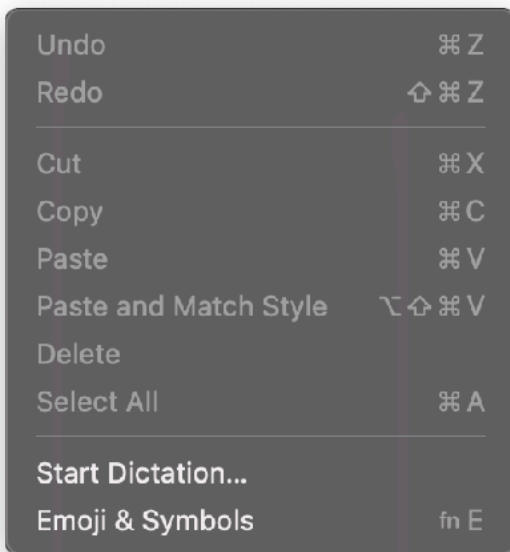 Undo ⌘ Z
Redo ⇧ ⌘ Z
Cut ⌘ X
Copy ⌘ C
Paste ⌘ V
Paste and Match Style ⌥ ⇧ ⌘ V
Delete
Select All ⌘ A
Start Dictation...
Emoji & Symbols fn E